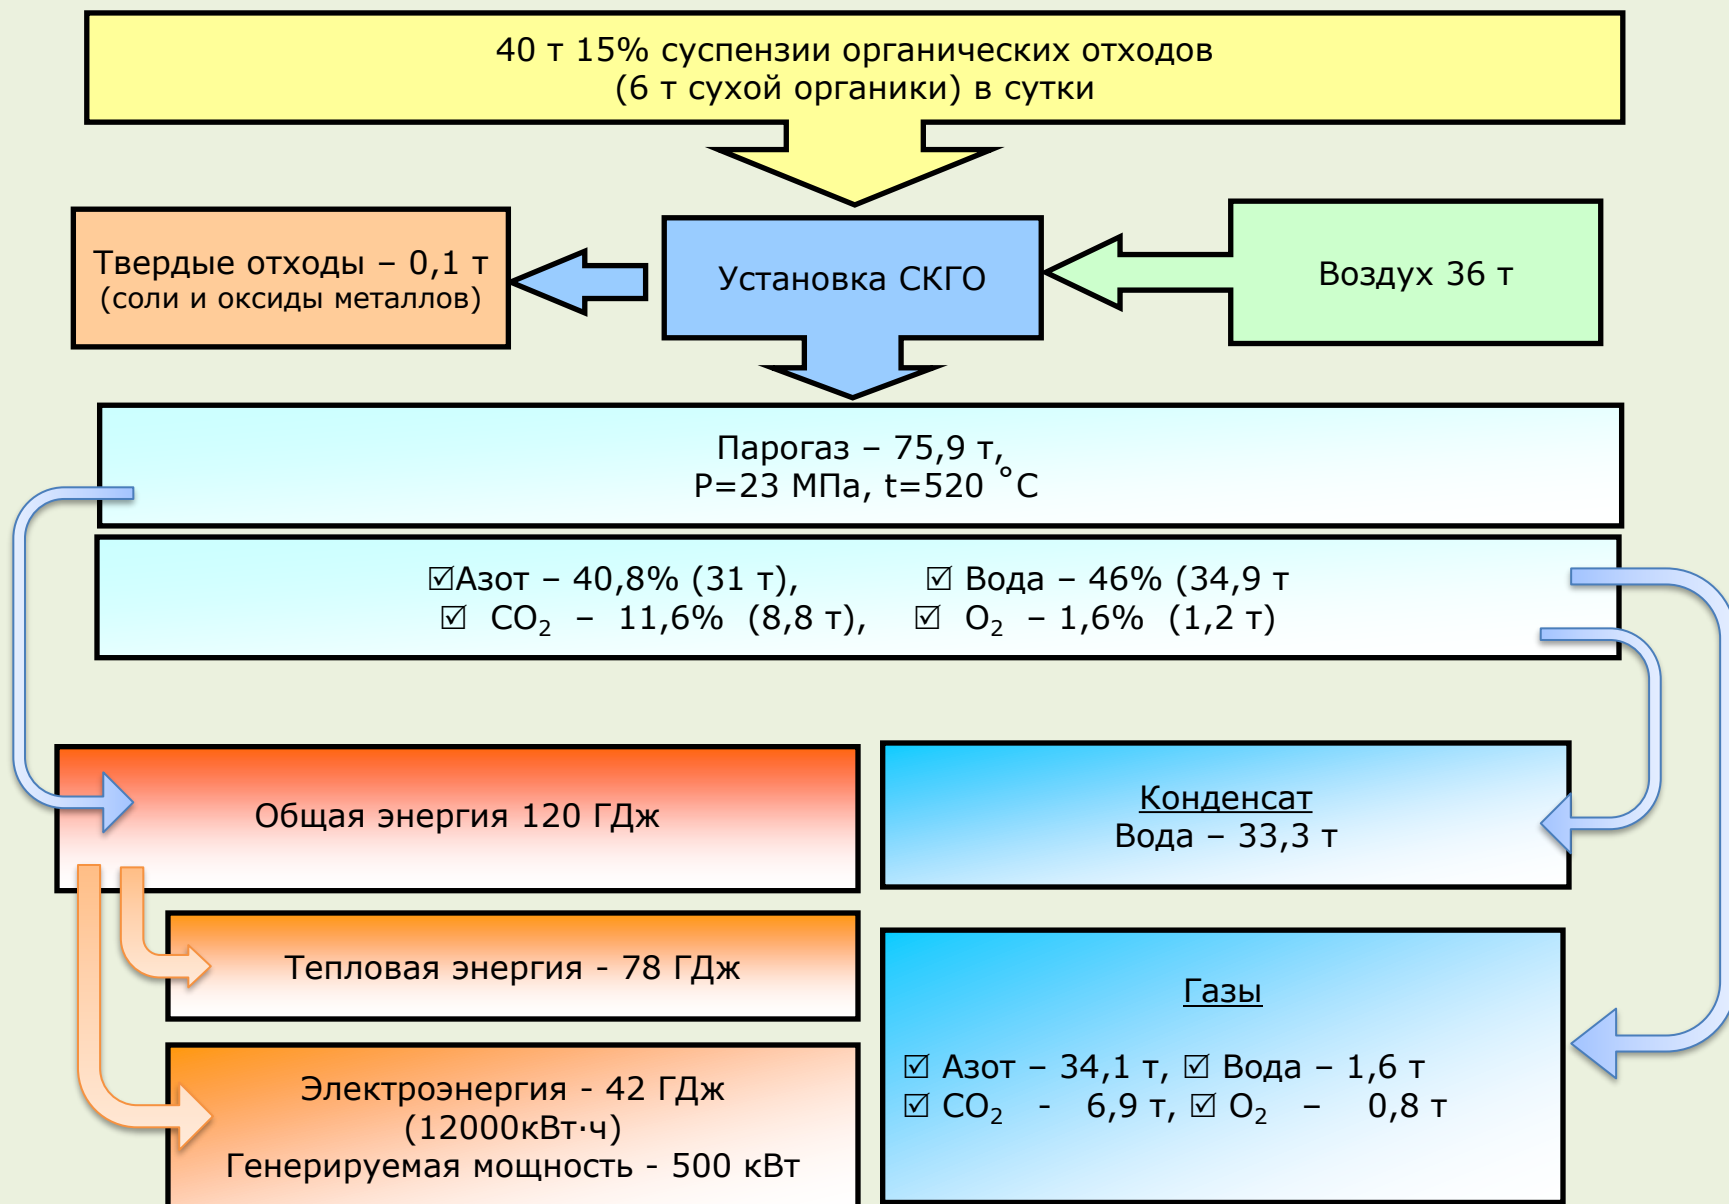 40 т 15% суспензии органических отходов
(6 т сухой органики) в сутки
Твердые отходы – 0,1 т
(соли и оксиды металлов)
Установка СКГО
Воздух 36 т
Парогаз – 75,9 т,
Р=23 МПа, t=520 ˚С
☑Азот – 40,8% (31 т), ☑ Вода – 46% (34,9 т
☑ CO₂ – 11,6% (8,8 т), ☑ O₂ – 1,6% (1,2 т)
Общая энергия 120 ГДж
Конденсат
Вода – 33,3 т
Тепловая энергия - 78 ГДж
Газы
☑ Азот – 34,1 т, ☑ Вода – 1,6 т
☑ CO₂ - 6,9 т, ☑ O₂ – 0,8 т
Электроэнергия - 42 ГДж
(12000кВт·ч)
Генерируемая мощность - 500 кВт